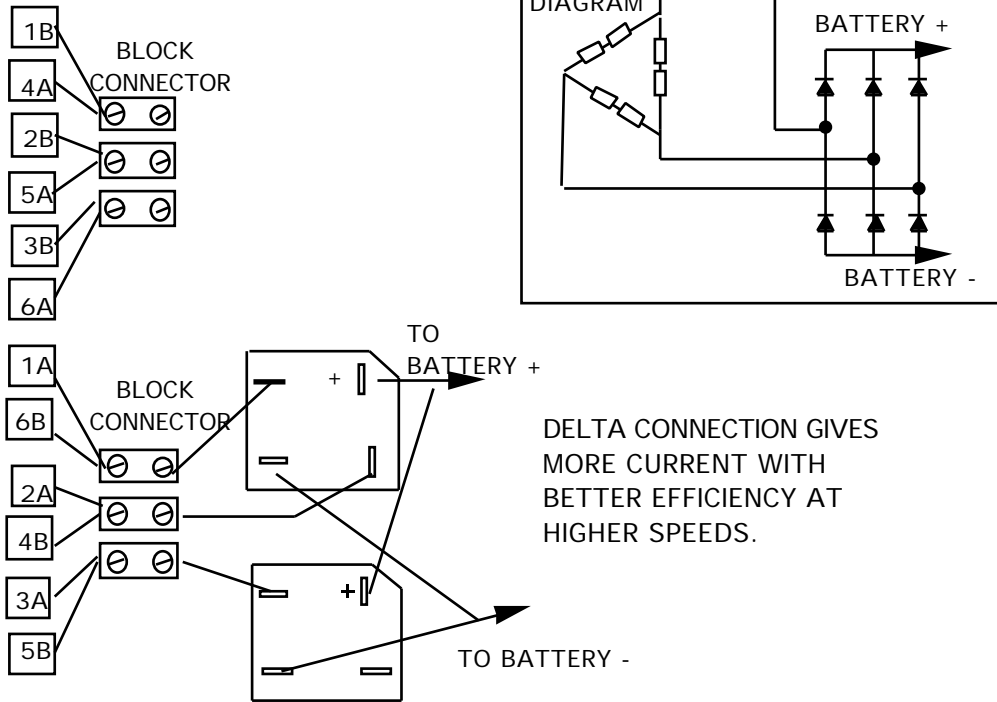 DIAGRAM
BATTERY +
BATTERY -
1B
4A
2B
5A
3B
6A
BLOCK
CONNECTOR
1A
6B
2A
4B
3A
5B
BLOCK
CONNECTOR
+
+
TO
BATTERY +
TO BATTERY -
DELTA CONNECTION GIVES
MORE CURRENT WITH
BETTER EFFICIENCY AT
HIGHER SPEEDS.